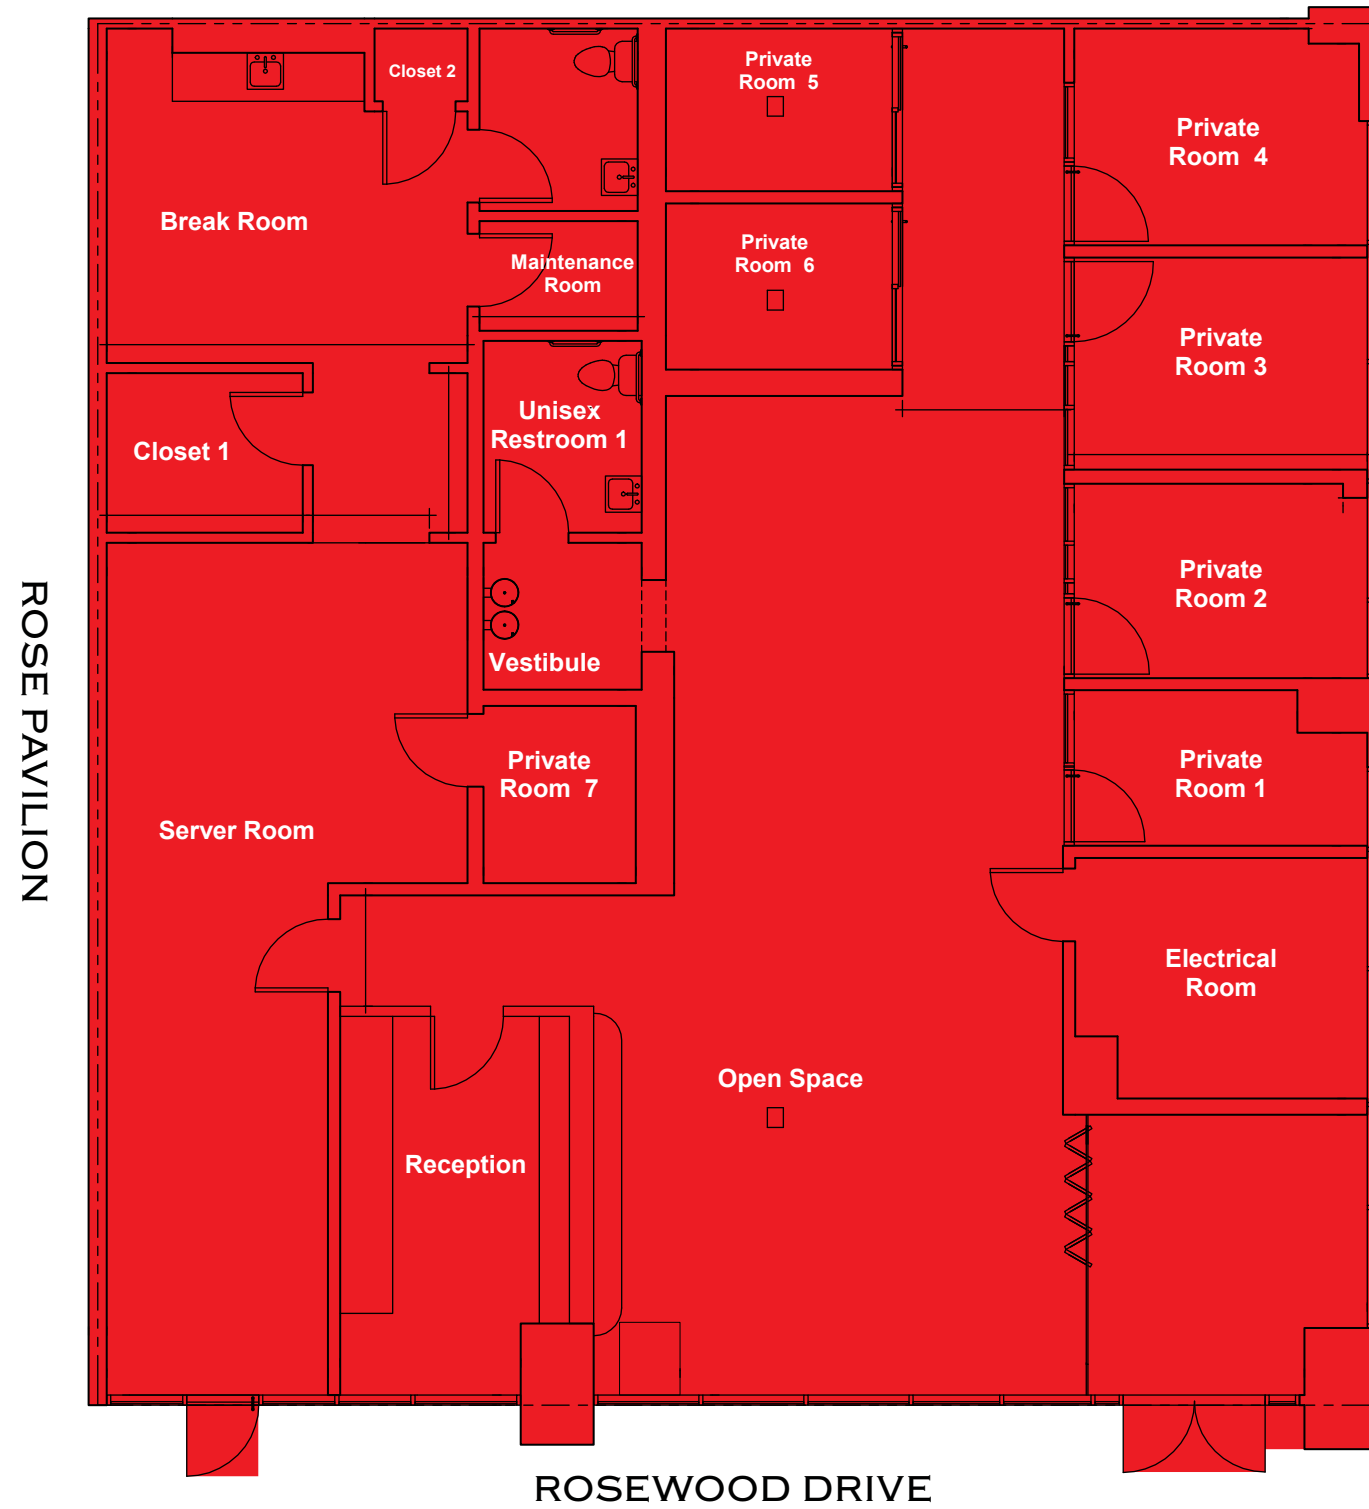 Closet 2
Private
Room 5
Private
Room 4
Break Room
Private
Room 6
Maintenance
Room
Private
Room 3
Unisex
Restroom 1
Closet 1
Private
Room 2
Vestibule
Private
Room 7
Private
Room 1
Server Room
Electrical
Room
Open Space
Reception
ROSE PAVILION
ROSEWOOD DRIVE